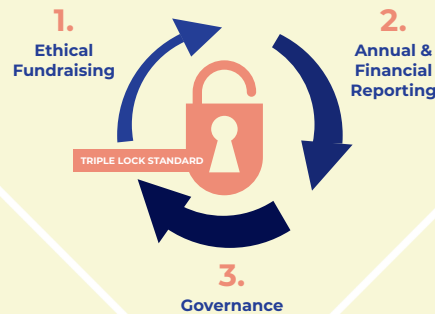 1.
Ethical
Fundraising
2.
Annual &
Financial
Reporting
TRIPLE LOCK STANDARD
3.
Governance